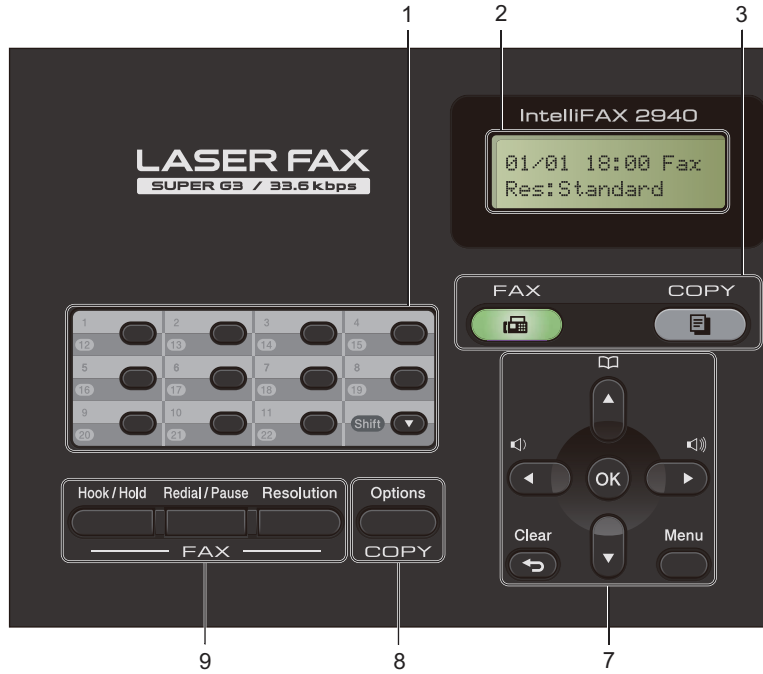 1 2 3
IntelliFAX 2940
LASER FAX
SUPER G3 / 33.6 kbps
01/01 18:00 Fax
Res:Standard
FAX COPY
1 2 3 4
12 13 14 15
5 6 7 8
16 17 18 19
9 10 11 Shift
20 21 22
OK
Hook / Hold Redial / Pause Resolution Options
FAX COPY
Clear Menu
9 8 7